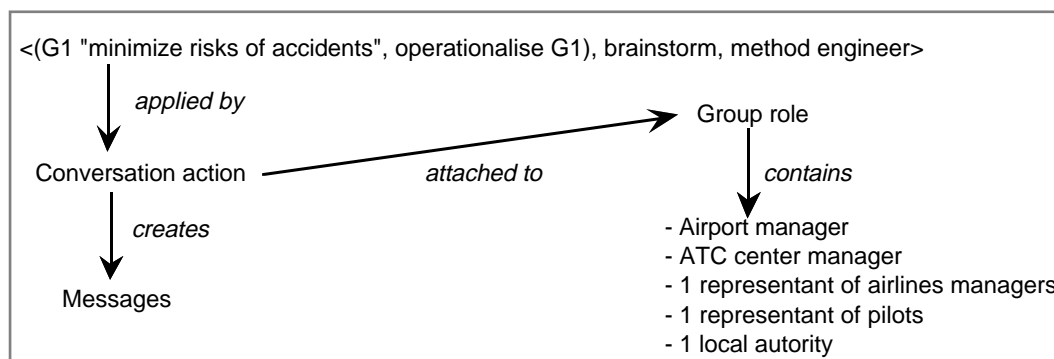 <(G1 "minimize risks of accidents", operationalise G1), brainstorm, method engineer>
applied by
Group role
Conversation action
attached to
contains
creates
- Airport manager
- ATC center manager
- 1 representant of airlines managers
Messages
- 1 representant of pilots
- 1 local autority